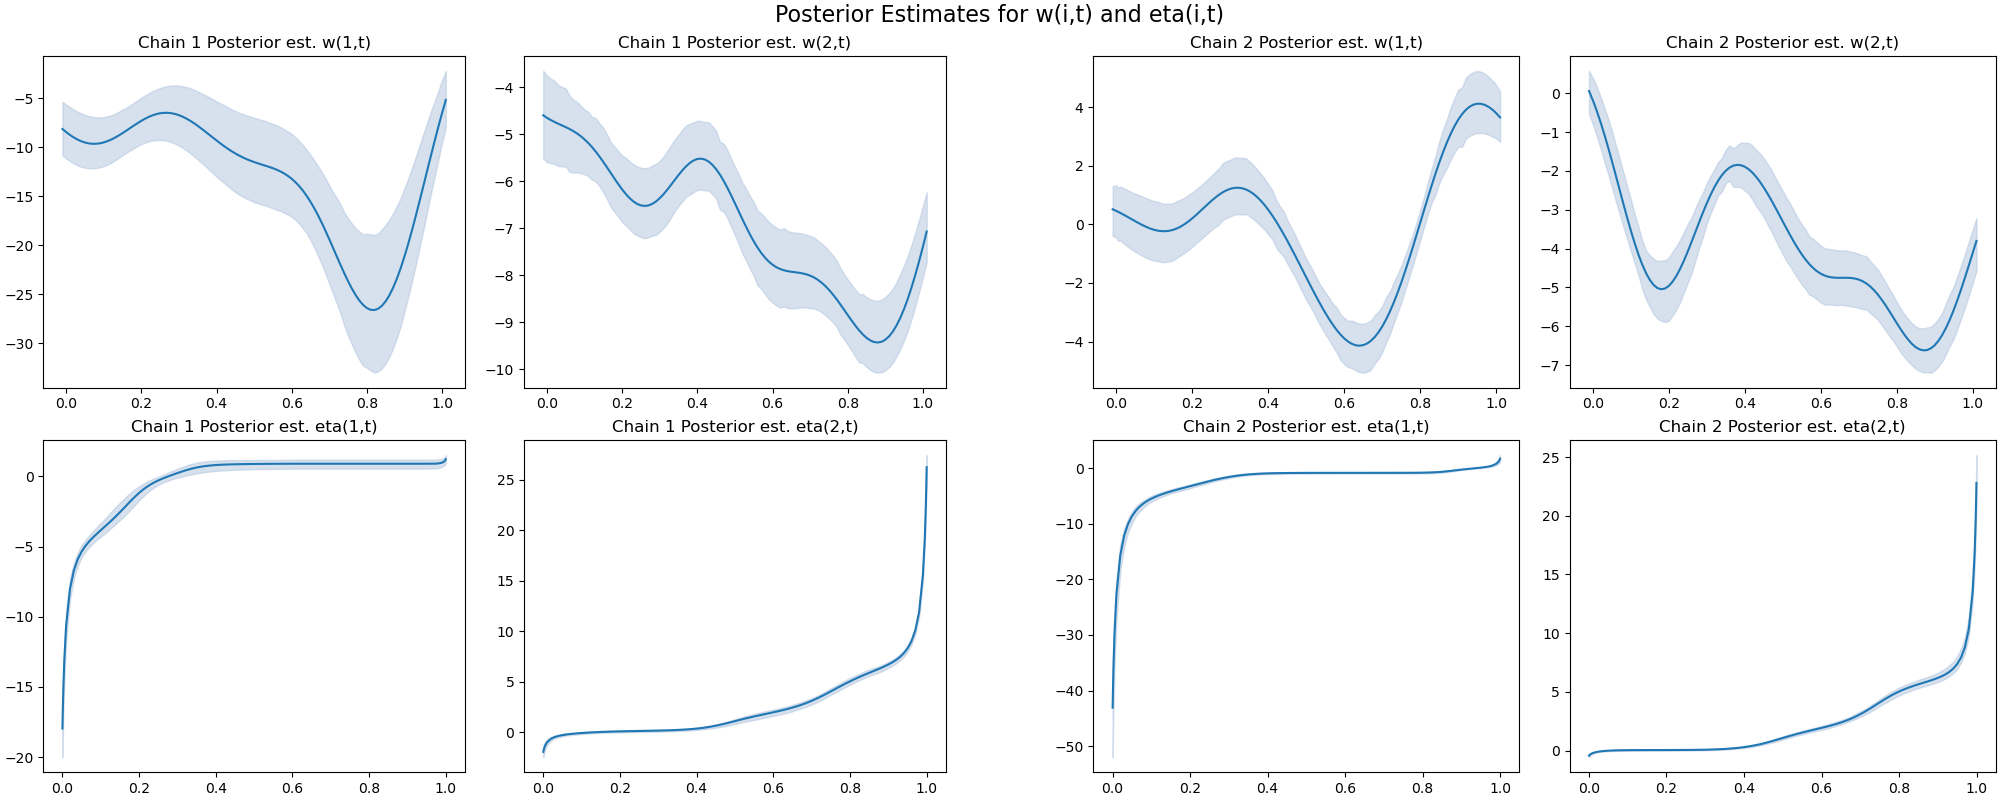 Posterior Estimates for w(i,t) and eta(i,t)
Chain 1 Posterior est. w(1,t)
−5
−10
−15
−20
−25
−30
0.0 0.2 0.4 0.6 0.8 1.0
Chain 1 Posterior est. w(2,t)
−4
−5
−6
−7
−8
−9
−10
0.0 0.2 0.4 0.6 0.8 1.0
Chain 2 Posterior est. w(1,t)
4
2
0
−2
−4
0.0 0.2 0.4 0.6 0.8 1.0
Chain 2 Posterior est. w(2,t)
0
−1
−2
−3
−4
−5
−6
−7
0.0 0.2 0.4 0.6 0.8 1.0
Chain 1 Posterior est. eta(1,t)
0
−5
−10
−15
−20
0.0 0.2 0.4 0.6 0.8 1.0
Chain 1 Posterior est. eta(2,t)
25
20
15
10
5
0
0.0 0.2 0.4 0.6 0.8 1.0
Chain 2 Posterior est. eta(1,t)
0
−10
−20
−30
−40
−50
0.0 0.2 0.4 0.6 0.8 1.0
Chain 2 Posterior est. eta(2,t)
25
20
15
10
5
0
0.0 0.2 0.4 0.6 0.8 1.0